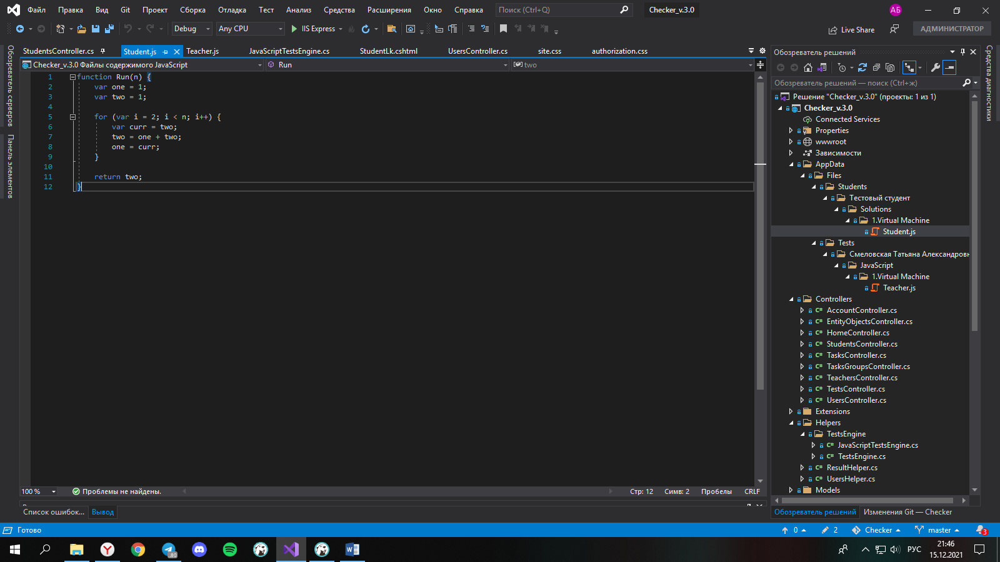 Файл Правка Вид Git Проект Сборка Отладка Тест Анализ Средства Расширения Окно Справка Поиск (Ctrl+Q) Checker_v.3.0 АБ
Debug Any CPU IIS Express Live Share АДМИНИСТРАТОР
Обозреватель серверов
Панель элементов
StudentsController.cs Student.js Teacher.js JavaScriptTestsEngine.cs StudentLk.cshtml UsersController.cs site.css authorization.css
Checker_v.3.0 Файлы содержимого JavaScript Run two
1 function Run(n) {
2 var one = 1;
3 var two = 1;
4
5 for (var i = 2; i < n; i++) {
6 var curr = two;
7 two = one + two;
8 one = curr;
9 }
10
11 return two;
12 }
100 % Проблемы не найдены. Стр: 12 Симв: 2 Пробелы CRLF
Список ошибок... Вывод
Обозреватель решений
Обозреватель решений — поиск (Ctrl+ж)
Решение "Checker_v.3.0" (проекты: 1 из 1)
Checker_v.3.0
Connected Services
Properties
wwwroot
Зависимости
AppData
Files
Students
Тестовый студент
Solutions
1.Virtual Machine
Student.js
Tests
Смеловская Татьяна Александровн
JavaScript
1.Virtual Machine
Teacher.js
Controllers
C# AccountController.cs
C# EntityObjectsController.cs
C# HomeController.cs
C# StudentsController.cs
C# TasksController.cs
C# TasksGroupsController.cs
C# TeachersController.cs
C# TestsController.cs
C# UsersController.cs
Extensions
Helpers
TestsEngine
C# JavaScriptTestsEngine.cs
C# TestsEngine.cs
C# ResultHelper.cs
C# UsersHelper.cs
Models
Обозреватель решений Изменения Git — Checker
Средства диагностики
Готово 0 2 Checker master 3
80 РУС 21:46
15.12.2021